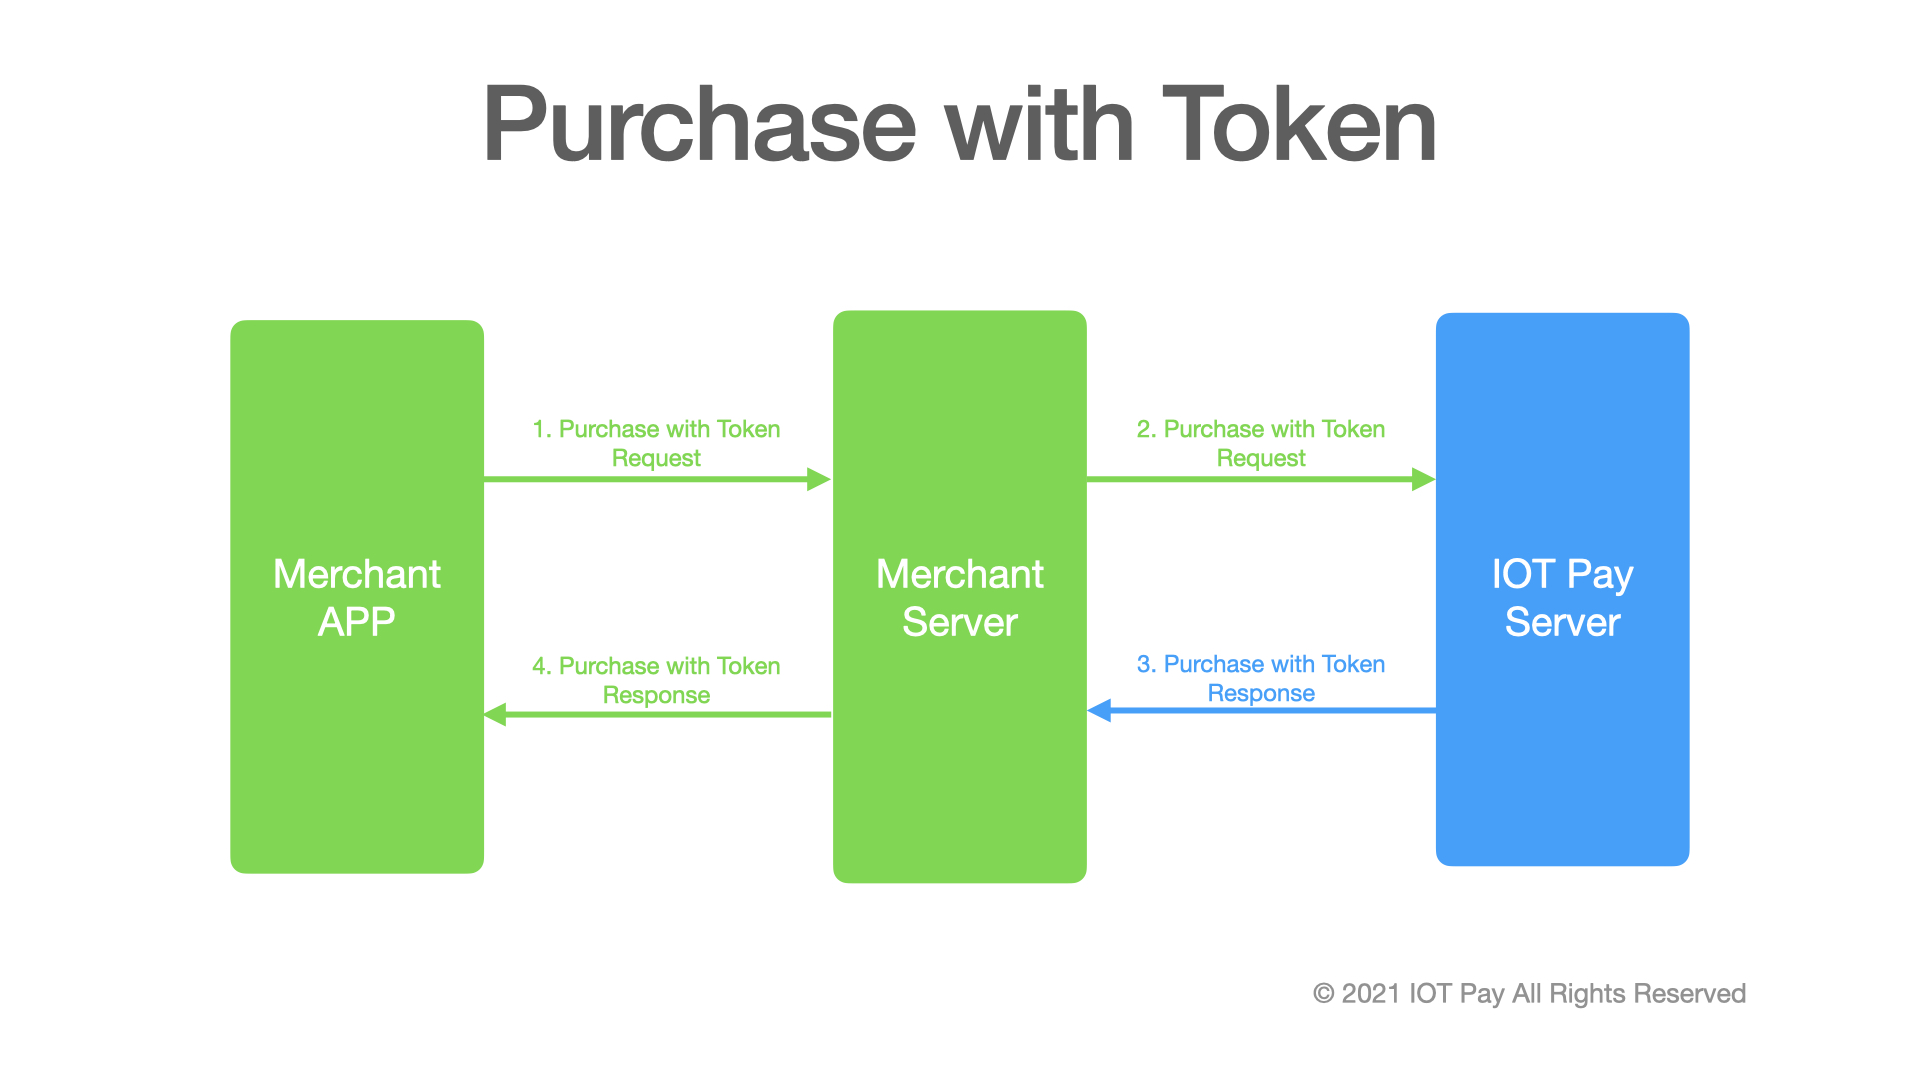 Purchase with Token
1. Purchase with Token
Request
2. Purchase with Token
Request
Merchant
APP
Merchant
Server
IOT Pay
Server
4. Purchase with Token
Response
3. Purchase with Token
Response
© 2021 IOT Pay All Rights Reserved